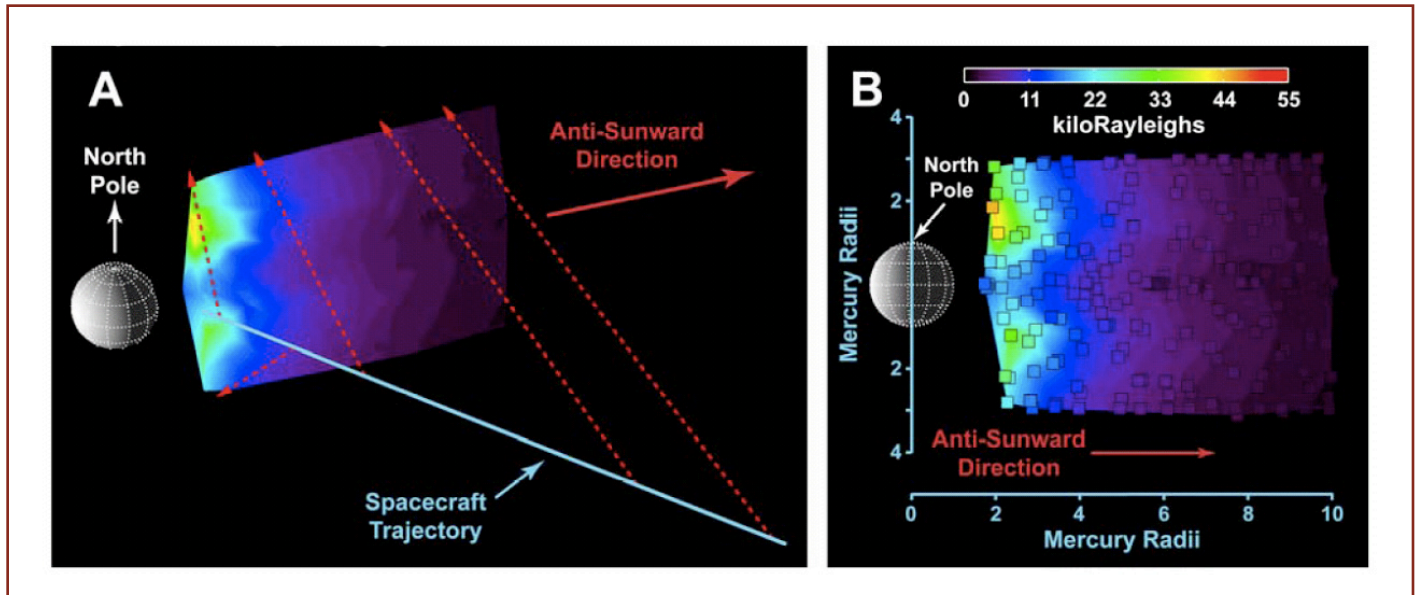 A
North
Pole
Anti-Sunward
Direction
Spacecraft
Trajectory
B
0 11 22 33 44 55
kiloRayleighs
4
North
Pole
2
Mercury Radii
2
Anti-Sunward
Direction
4
0 2 4 6 8 10
Mercury Radii